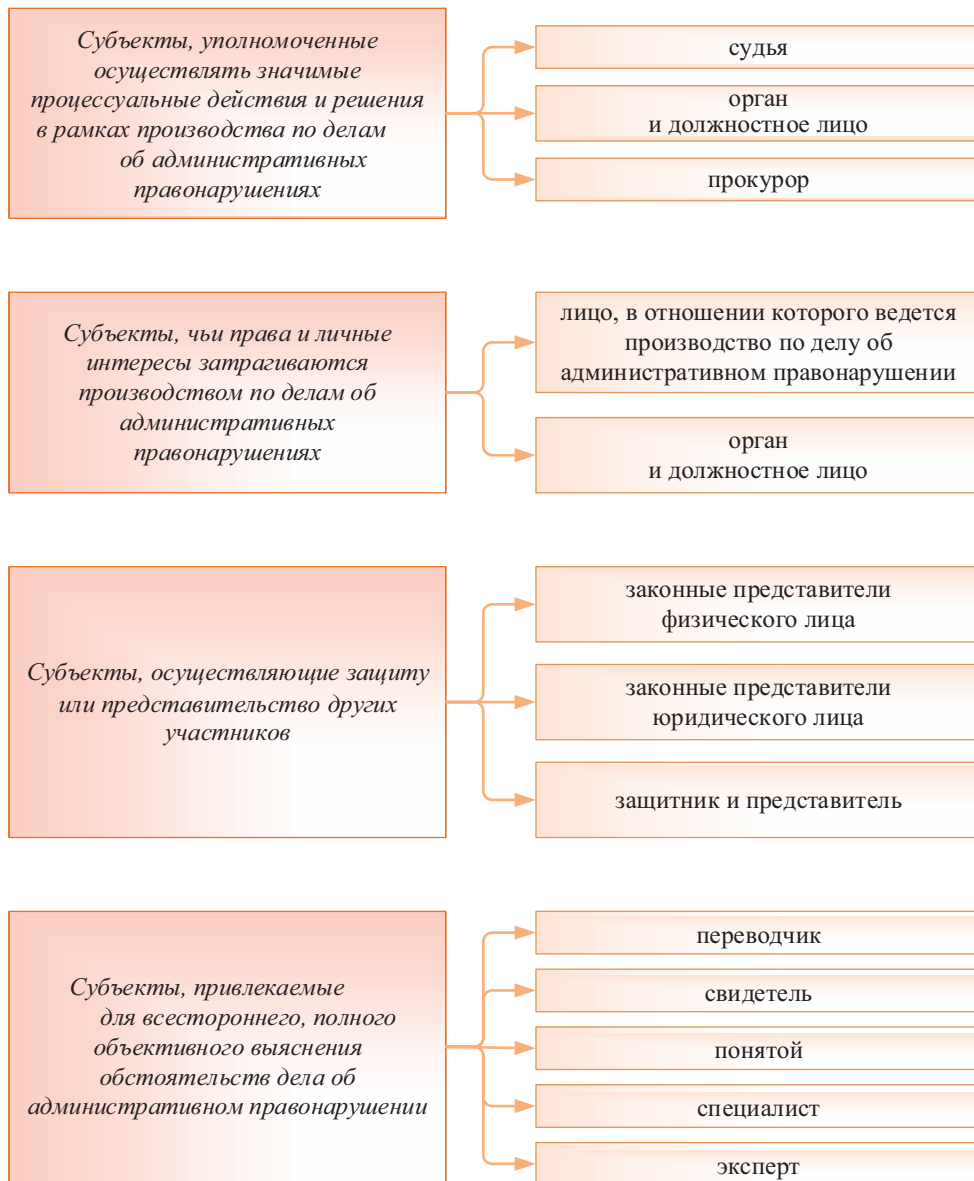 Субъекты, уполномоченные
осуществлять значимые
процессуальные действия и решения
в рамках производства по делам
об административных
правонарушениях
судья
орган
и должностное лицо
прокурор
Субъекты, чьи права и личные
интересы затрагиваются
производством по делам об
административных
правонарушениях
лицо, в отношении которого ведется
производство по делу об
административном правонарушении
орган
и должностное лицо
Субъекты, осуществляющие защиту
или представительство других
участников
законные представители
физического лица
законные представители
юридического лица
защитник и представитель
Субъекты, привлекаемые
для всестороннего, полного
объективного выяснения
обстоятельств дела об
административном правонарушении
переводчик
свидетель
понятой
специалист
эксперт